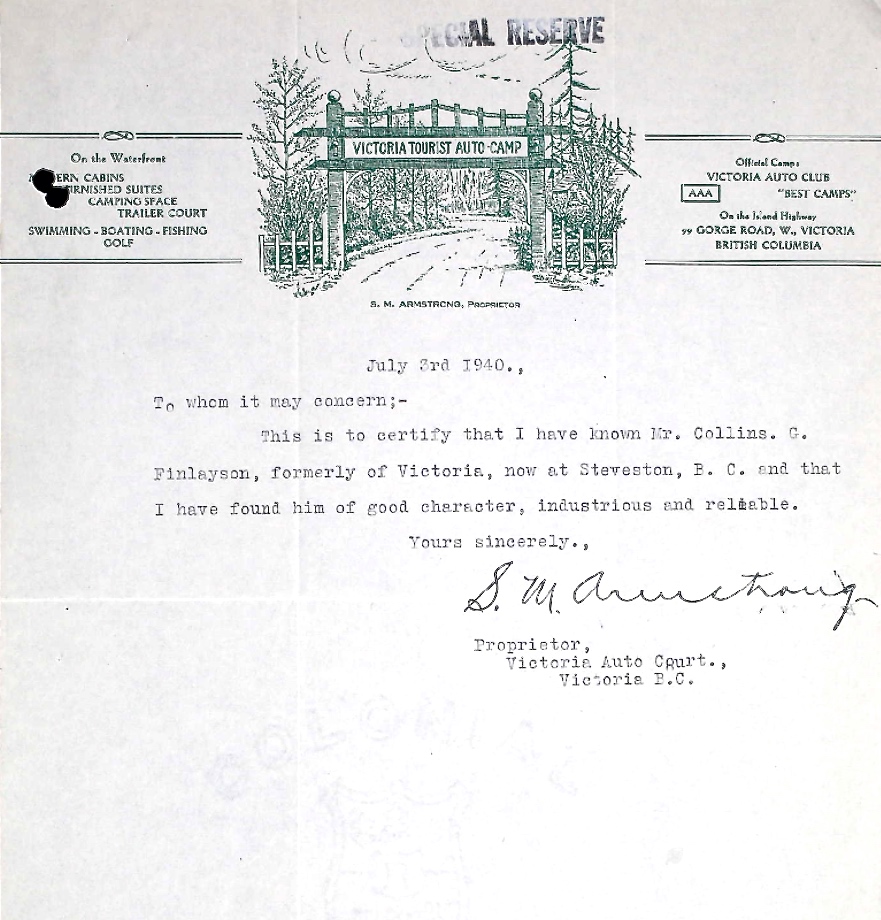 SPECIAL RESERVE
VICTORIA TOURIST AUTO-CAMP
On the Waterfront
CABINS
FURNISHED SUITES
CAMPING SPACE
TRAILER COURT
SWIMMING - BOATING - FISHING
GOLF
Official Camps
VICTORIA AUTO CLUB
AAA "BEST CAMPS"
On the Island Highway
99 GORGE ROAD, W., VICTORIA
BRITISH COLUMBIA
S. M. ARMSTRONG, PROPRIETOR
July 3rd 1940.,
To whom it may concern;-
This is to certify that I have known Mr. Collins. G.
Finlayson, formerly of Victoria, now at Steveston, B. C. and that
I have found him of good character, industrious and reliable.
Yours sincerely.,
S. M. Armstrong
Proprietor,
Victoria Auto Court.,
Victoria B.C.